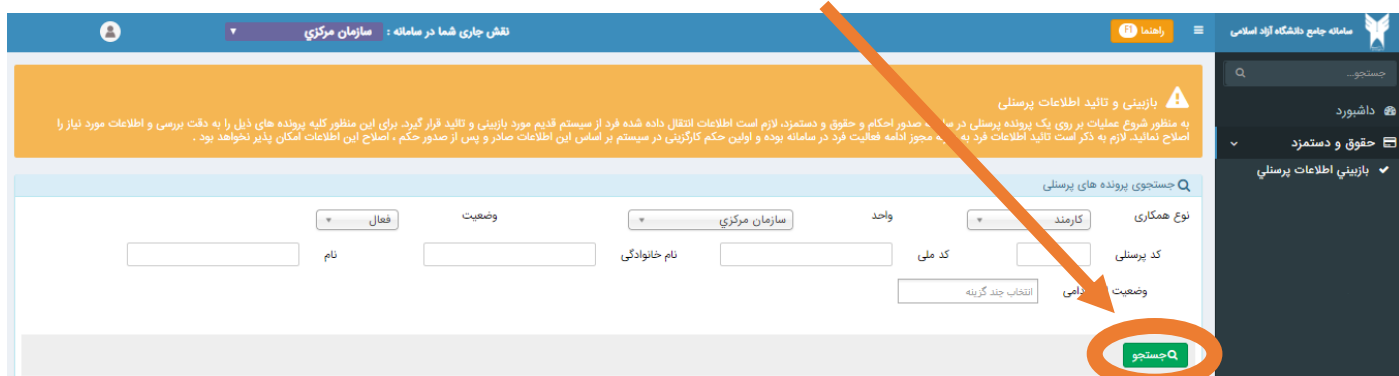 سامانه جامع دانشگاه آزاد اسلامی
راهنما F1
نقش جاری شما در سامانه : سازمان مرکزي
جستجو...
داشبورد
حقوق و دستمزد
بازبيني اطلاعات پرسنلي
بازبینی و تائید اطلاعات پرسنلی
به منظور شروع عملیات بر روی یک پرونده پرسنلی در صدور احکام و حقوق و دستمزد، لازم است اطلاعات انتقال داده شده فرد از سیستم قدیم مورد بازبینی و تائید قرار گیرد. برای این منظور کلیه پرونده های ذیل را به دقت بررسی و اطلاعات مورد نیاز را
اصلاح نمائید. لازم به ذکر است تائید اطلاعات فرد به مجوز ادامه فعالیت فرد در سامانه بوده و اولین حکم کارگزینی در سیستم بر اساس این اطلاعات صادر و پس از صدور حکم ، اصلاح این اطلاعات امکان پذیر نخواهد بود .
جستجوی پرونده های پرسنلی
نوع همکاری کارمند واحد سازمان مرکزي وضعیت فعال
کد پرسنلی کد ملی نام خانوادگی نام
وضعیت انتخاب چند گزینه
جستجو